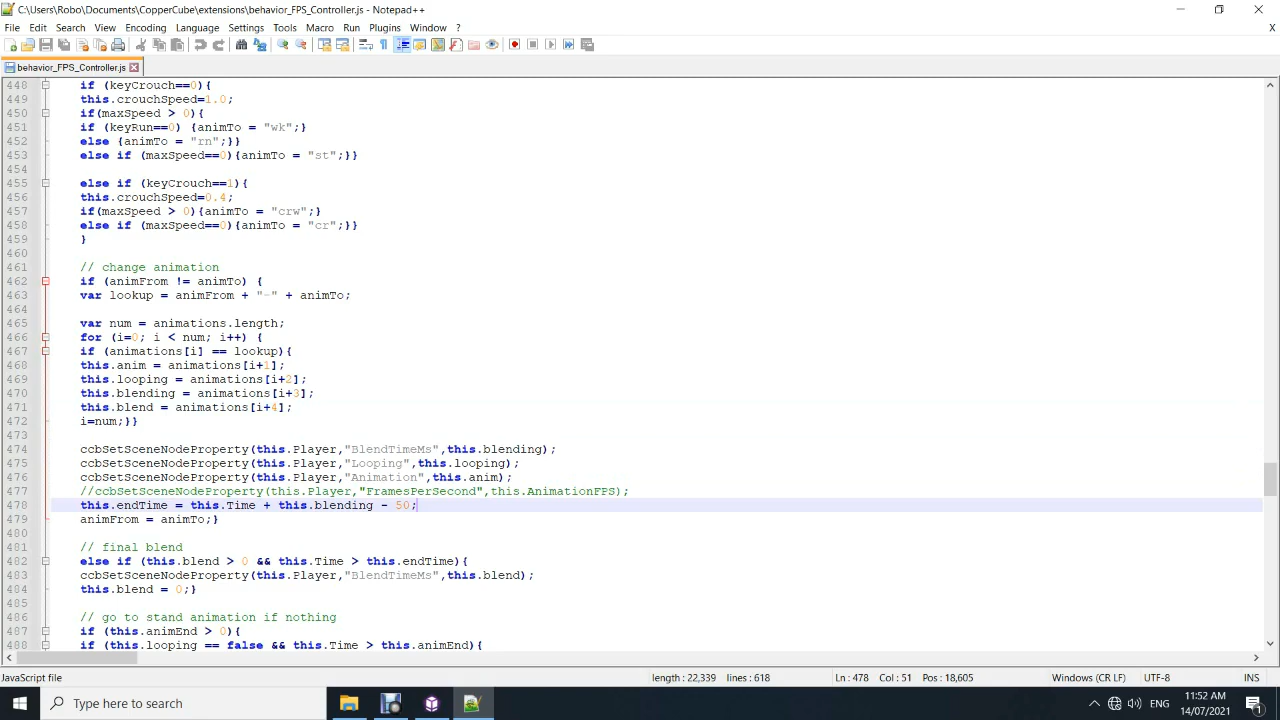 C:\Users\Robo\Documents\CopperCube\extensions\behavior_FPS_Controller.js - Notepad++
File Edit Search View Encoding Language Settings Tools Macro Run Plugins Window ? X
behavior_FPS_Controller.js
448 if (keyCrouch==0){
449 this.crouchSpeed=1.0;
450 if(maxSpeed > 0){
451 if (keyRun==0) {animTo = "wk";}
452 else {animTo = "rn";}}
453 else if (maxSpeed==0){animTo = "st";}}
454
455 else if (keyCrouch==1){
456 this.crouchSpeed=0.4;
457 if(maxSpeed > 0){animTo = "crw";}
458 else if (maxSpeed==0){animTo = "cr";}}
459 }
460
461 // change animation
462 if (animFrom != animTo) {
463 var lookup = animFrom + "-" + animTo;
464
465 var num = animations.length;
466 for (i=0; i < num; i++) {
467 if (animations[i] == lookup){
468 this.anim = animations[i+1];
469 this.looping = animations[i+2];
470 this.blending = animations[i+3];
471 this.blend = animations[i+4];
472 i=num;}}
473
474 ccbSetSceneNodeProperty(this.Player,"BlendTimeMs",this.blending);
475 ccbSetSceneNodeProperty(this.Player,"Looping",this.looping);
476 ccbSetSceneNodeProperty(this.Player,"Animation",this.anim);
477 //ccbSetSceneNodeProperty(this.Player,"FramesPerSecond",this.AnimationFPS);
478 this.endTime = this.Time + this.blending - 50;
479 animFrom = animTo;}
480
481 // final blend
482 else if (this.blend > 0 && this.Time > this.endTime){
483 ccbSetSceneNodeProperty(this.Player,"BlendTimeMs",this.blend);
484 this.blend = 0;}
485
486 // go to stand animation if nothing
487 if (this.animEnd > 0){
488 if (this.looping == false && this.Time > this.animEnd){
JavaScript file length : 22,339 lines : 618 Ln : 478 Col : 51 Pos : 18,605 Windows (CR LF) UTF-8 INS
Type here to search ENG 11:52 AM
14/07/2021 1